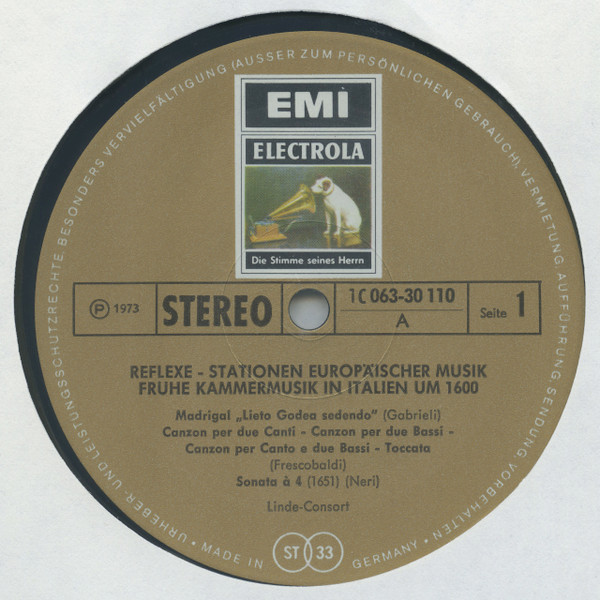 EMI
ELECTROLA
Die Stimme seines Herrn
℗ 1973
STEREO
1 C 063-30 110
A
Seite 1
REFLEXE - STATIONEN EUROPÄISCHER MUSIK
FRUHE KAMMERMUSIK IN ITALIEN UM 1600
Madrigal „Lieto Godea sedendo“ (Gabrieli)
Canzon per due Canti - Canzon per due Bassi -
Canzon per Canto e due Bassi - Toccata
(Frescobaldi)
Sonata à 4 (1651) (Neri)
Linde-Consort
ST 33
URHEBER- UND LEISTUNGSSCHUTZRECHTE, BESONDERS VERVIELFÄLTIGUNG (AUSSER ZUM PERSÖNLICHEN GEBRAUCH), VERMIETUNG, AUFFÜHRUNG, SENDUNG, VORBEHALTEN • MADE IN GERMANY •